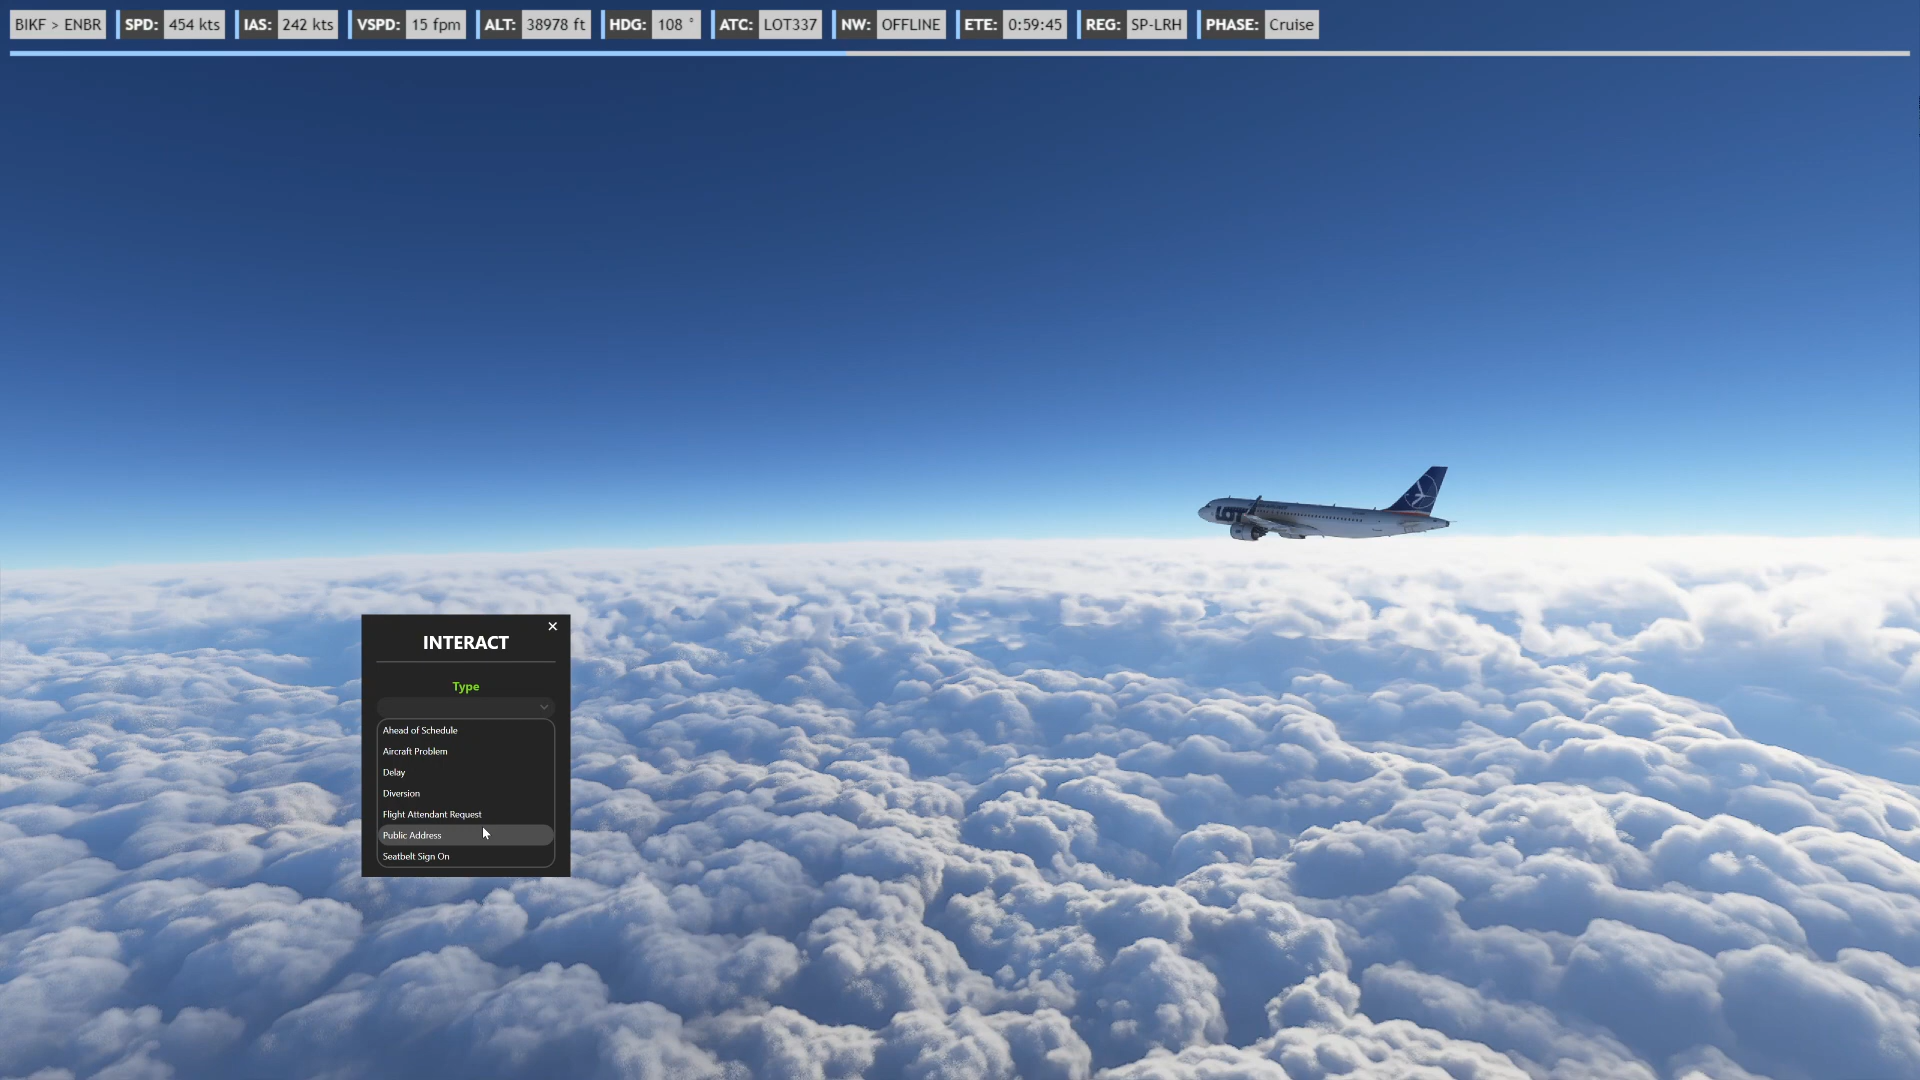 BIKF > ENBR SPD: 454 kts IAS: 242 kts VSPD: 15 fpm ALT: 38978 ft HDG: 108 ° ATC: LOT337 NW: OFFLINE ETE: 0:59:45 REG: SP-LRH PHASE: Cruise
LOT
INTERACT
Type
Ahead of Schedule
Aircraft Problem
Delay
Diversion
Flight Attendant Request
Public Address
Seatbelt Sign On